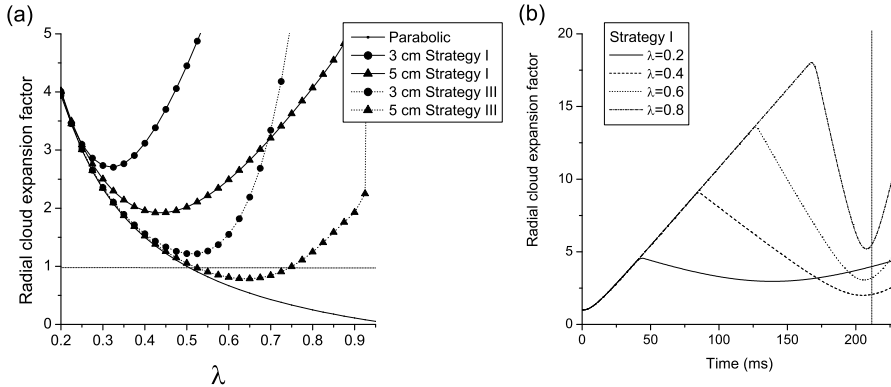 (a)
5
4
3
2
1
0
Radial cloud expansion factor
0.2 0.3 0.4 0.5 0.6 0.7 0.8 0.9
λ
Parabolic
3 cm Strategy I
5 cm Strategy I
3 cm Strategy III
5 cm Strategy III
(b)
20
15
10
5
0
Radial cloud expansion factor
0 50 100 150 200
Time (ms)
Strategy I
λ=0.2
λ=0.4
λ=0.6
λ=0.8